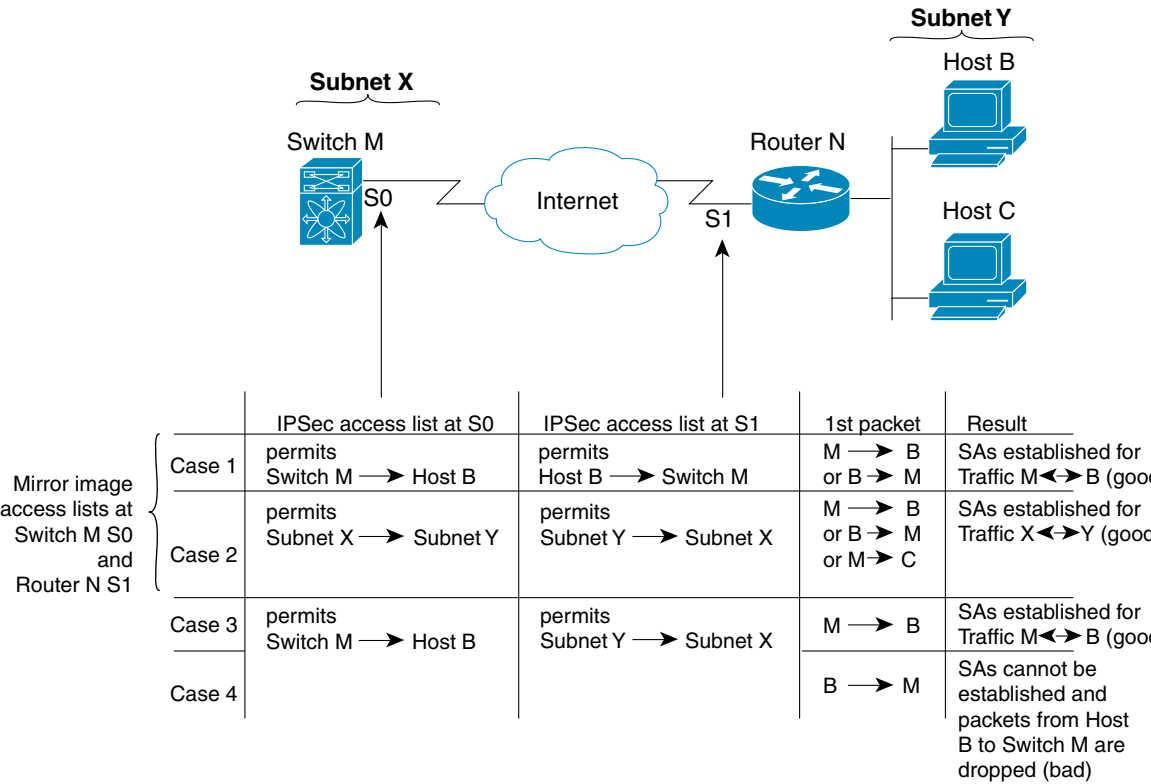 Subnet Y
Host B
Subnet X
Switch M
Router N
S0
Internet
S1
Host C
IPSec access list at S0
IPSec access list at S1
1st packet
Result
Mirror image
access lists at
Switch M S0
and
Router N S1
Case 1
permits
Switch M Host B
permits
Host B Switch M
M B
or B M
SAs established for
Traffic M B (good
Case 2
permits
Subnet X Subnet Y
permits
Subnet Y Subnet X
M B
or B M
or M C
SAs established for
Traffic X Y (good
Case 3
permits
Switch M Host B
permits
Subnet Y Subnet X
M B
SAs established for
Traffic M B (good
Case 4
B M
SAs cannot be
established and
packets from Host
B to Switch M are
dropped (bad)